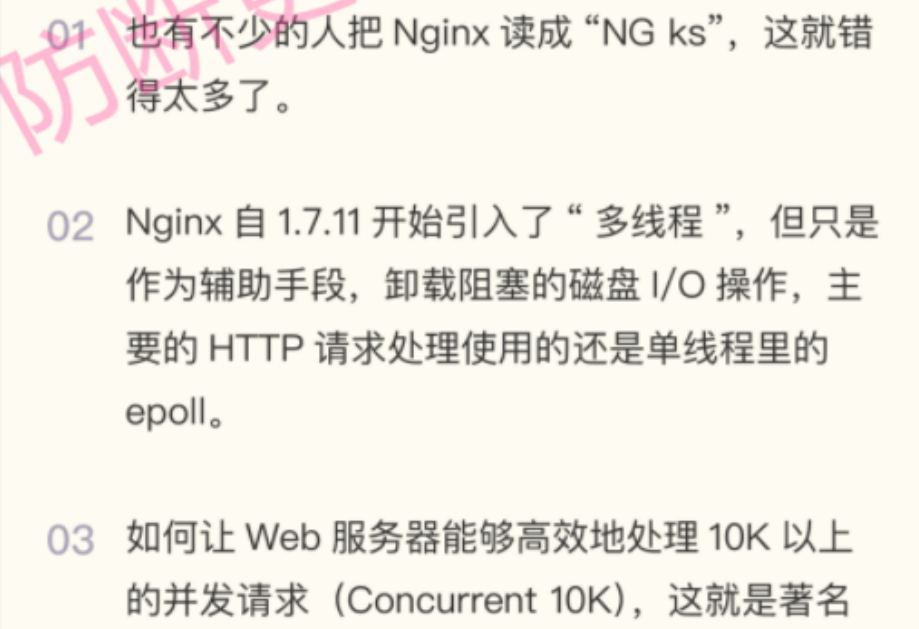 01 也有不少的人把 Nginx 读成 “NG ks”，这就错
得太多了。
02 Nginx 自 1.7.11 开始引入了 “ 多线程 ”，但只是
作为辅助手段，卸载阻塞的磁盘 I/O 操作，主
要的 HTTP 请求处理使用的还是单线程里的
epoll。
03 如何让 Web 服务器能够高效地处理 10K 以上
的并发请求（Concurrent 10K），这就是著名
防断更